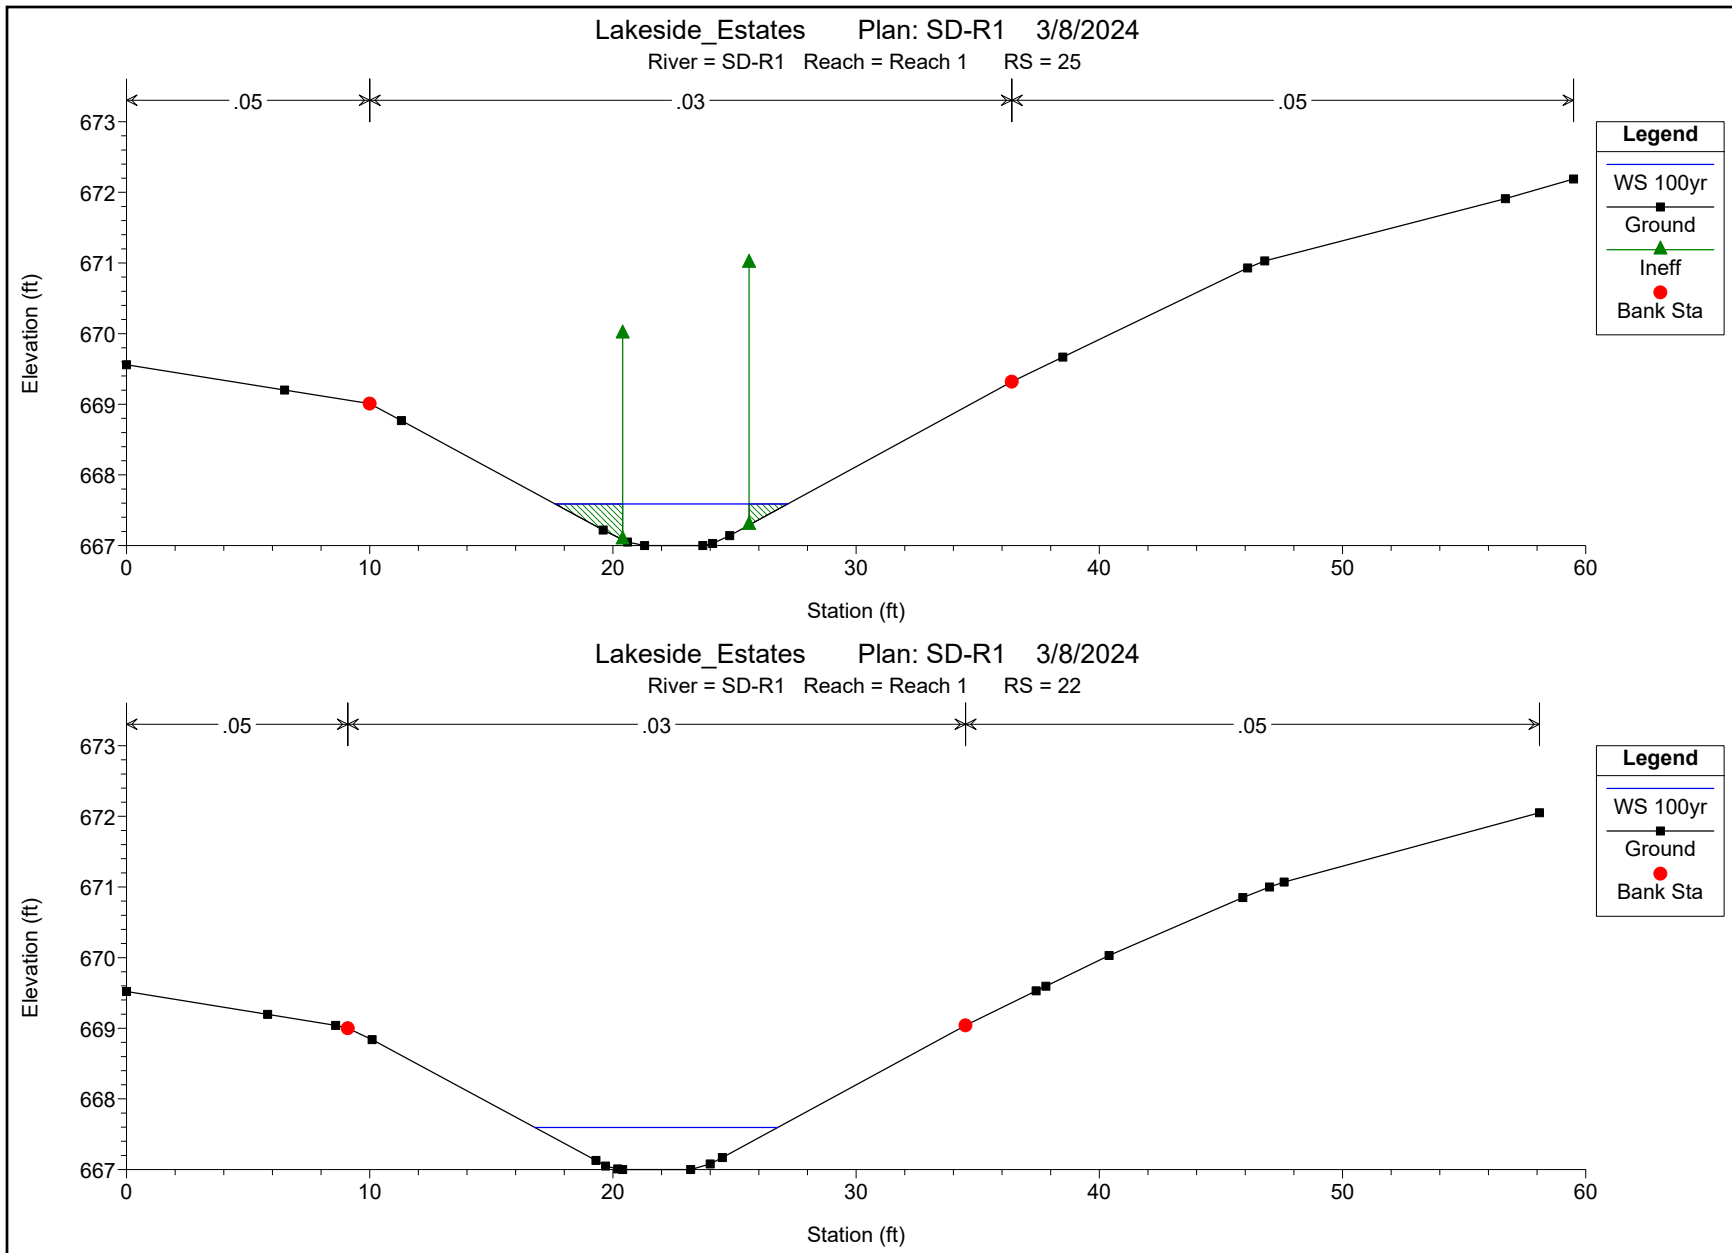 Lakeside_Estates Plan: SD-R1 3/8/2024
River = SD-R1 Reach = Reach 1 RS = 25
.05 .03 .05
673
672
671
670
669
668
667
Elevation (ft)
0 10 20 30 40 50 60
Station (ft)
Legend
WS 100yr
Ground
Ineff
Bank Sta
Lakeside_Estates Plan: SD-R1 3/8/2024
River = SD-R1 Reach = Reach 1 RS = 22
.05 .03 .05
673
672
671
670
669
668
667
Elevation (ft)
0 10 20 30 40 50 60
Station (ft)
Legend
WS 100yr
Ground
Bank Sta